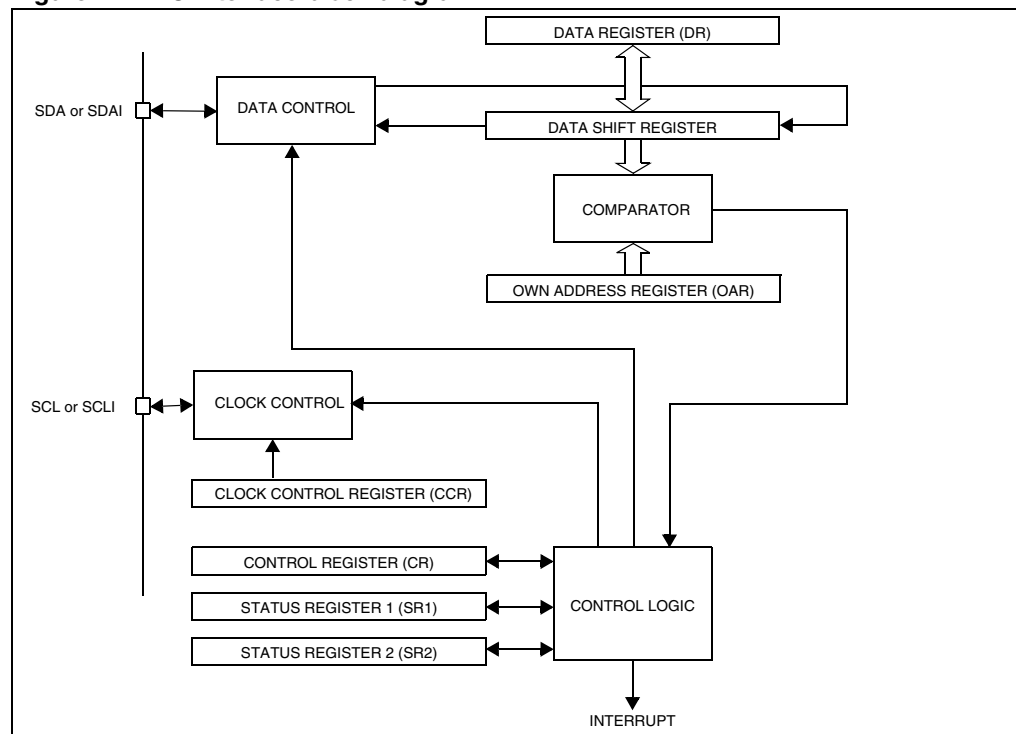 DATA REGISTER (DR)
SDA or SDAI
DATA CONTROL
DATA SHIFT REGISTER
COMPARATOR
OWN ADDRESS REGISTER (OAR)
SCL or SCLI
CLOCK CONTROL
CLOCK CONTROL REGISTER (CCR)
CONTROL REGISTER (CR)
STATUS REGISTER 1 (SR1)
CONTROL LOGIC
STATUS REGISTER 2 (SR2)
INTERRUPT